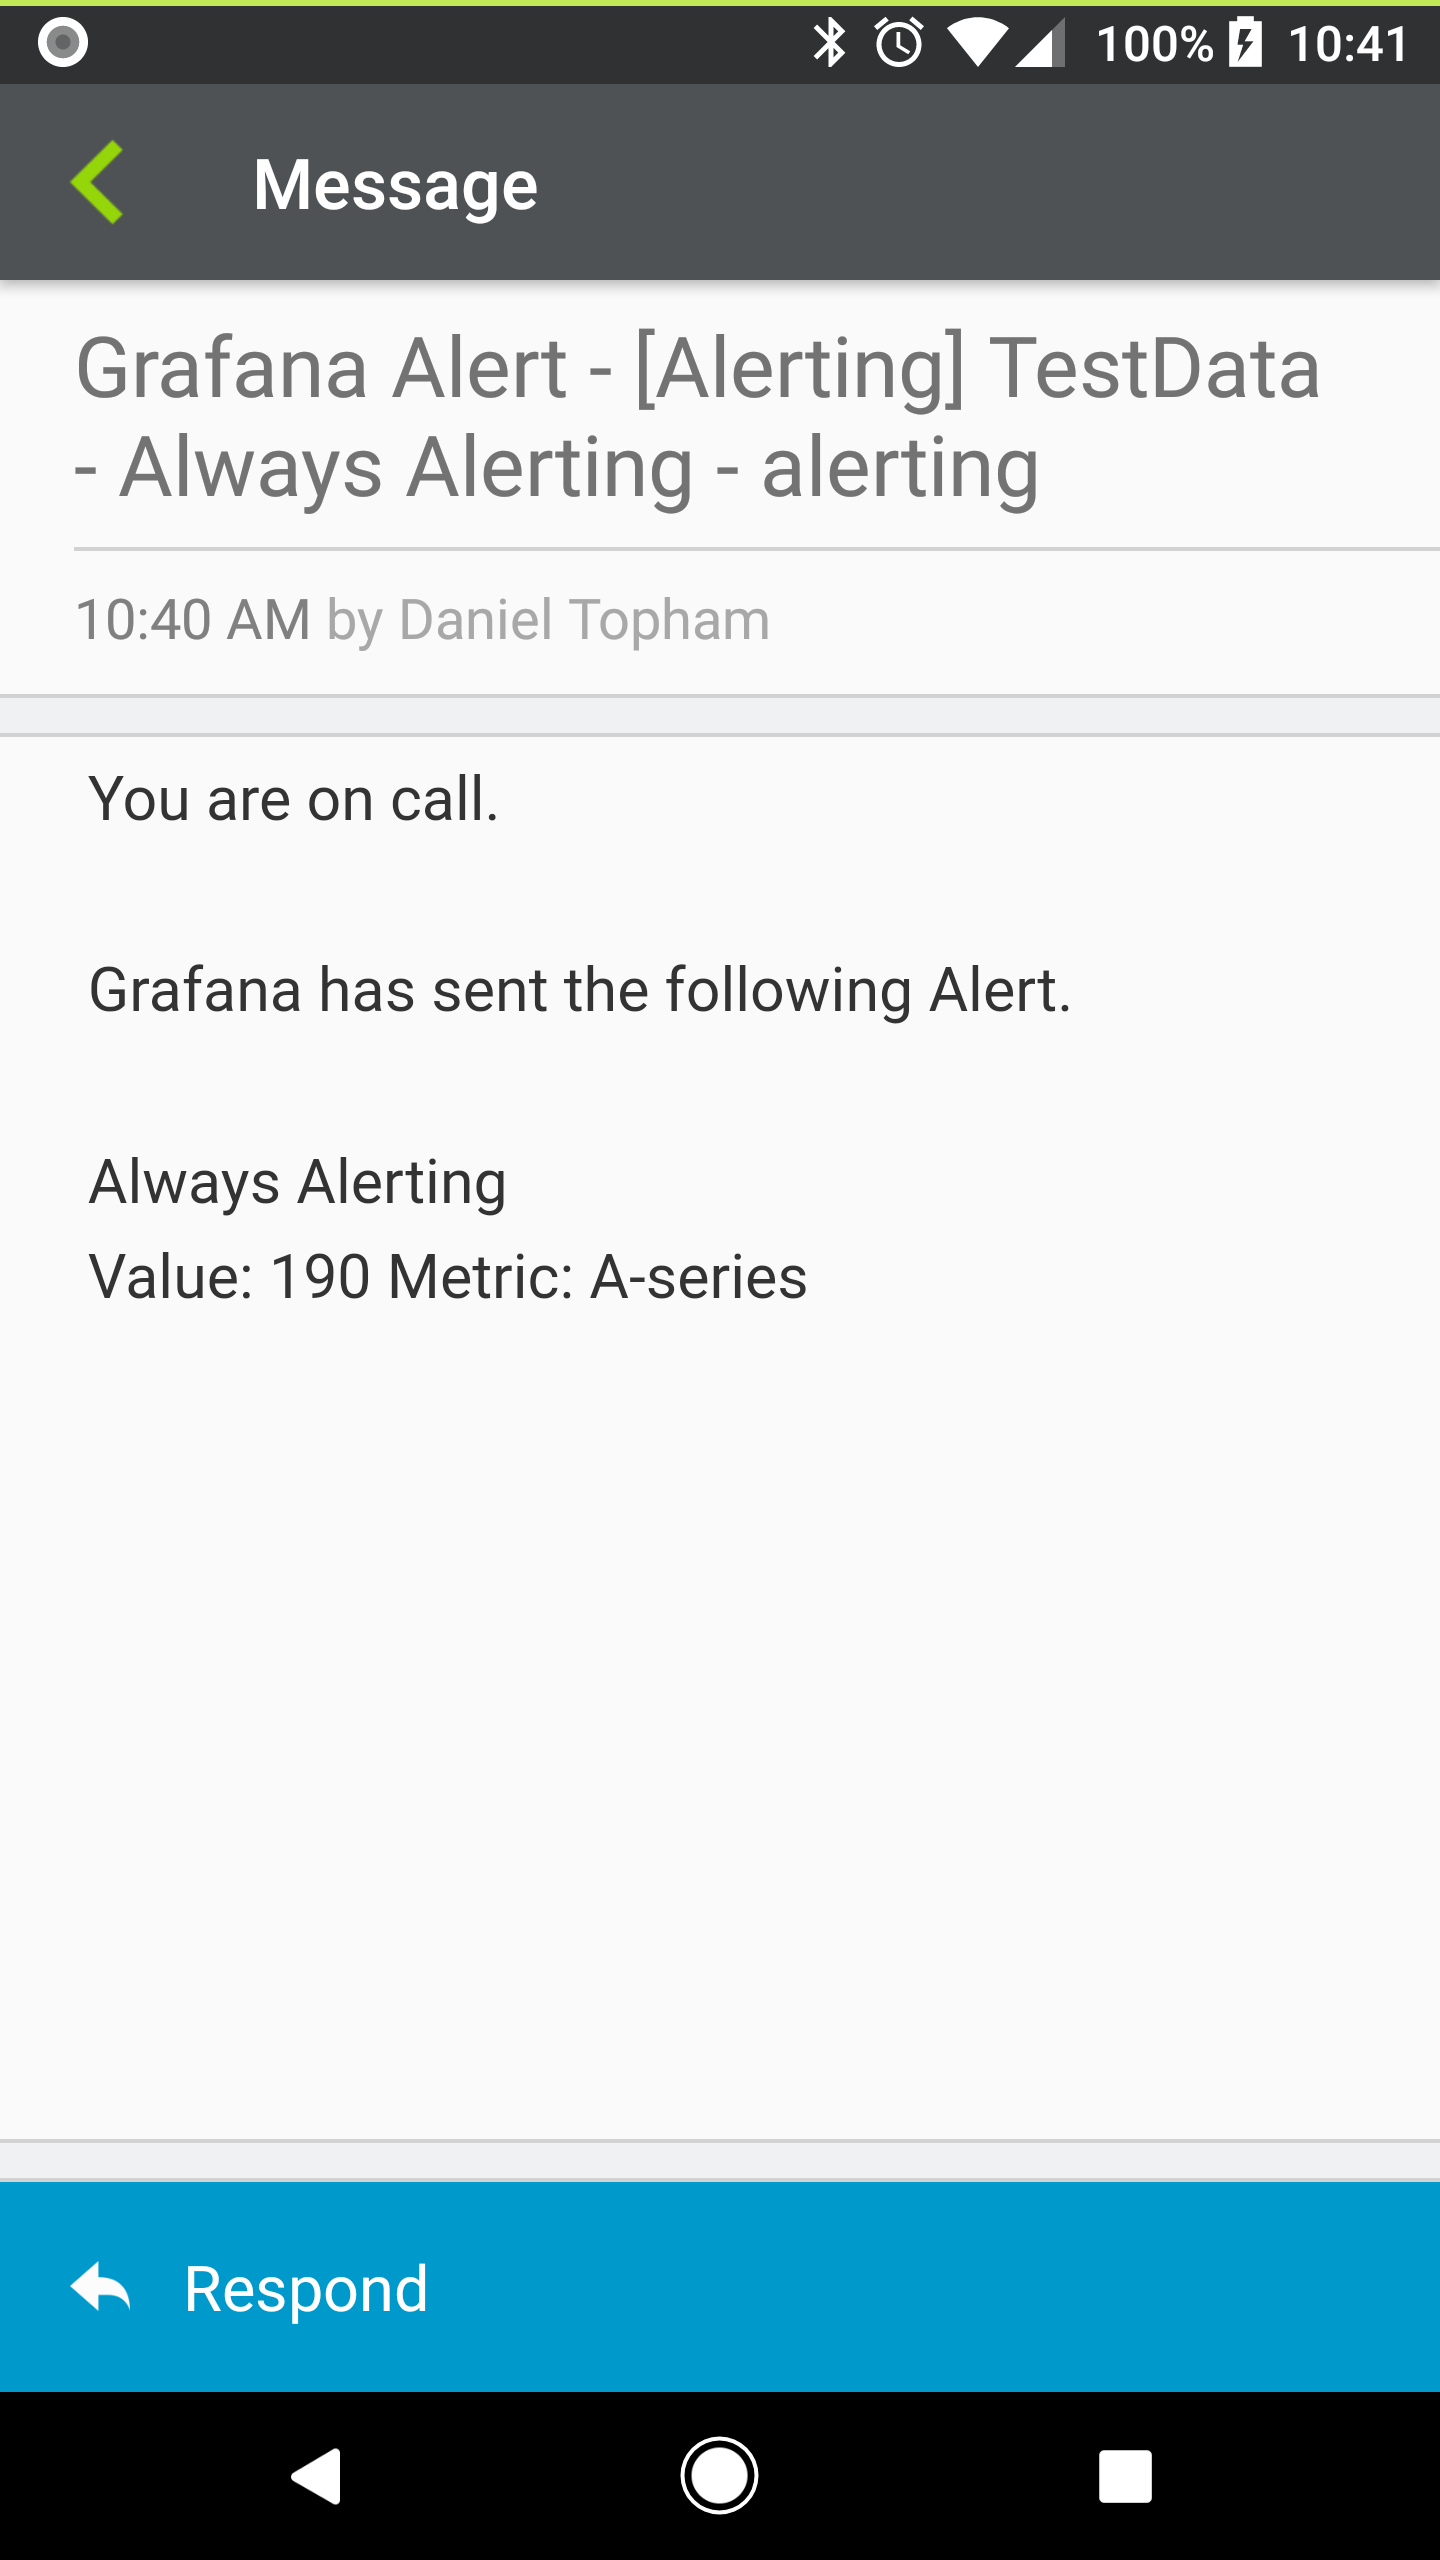 100% 10:41
Message
Grafana Alert - [Alerting] TestData
- Always Alerting - alerting
10:40 AM by Daniel Topham
You are on call.
Grafana has sent the following Alert.
Always Alerting
Value: 190 Metric: A-series
Respond